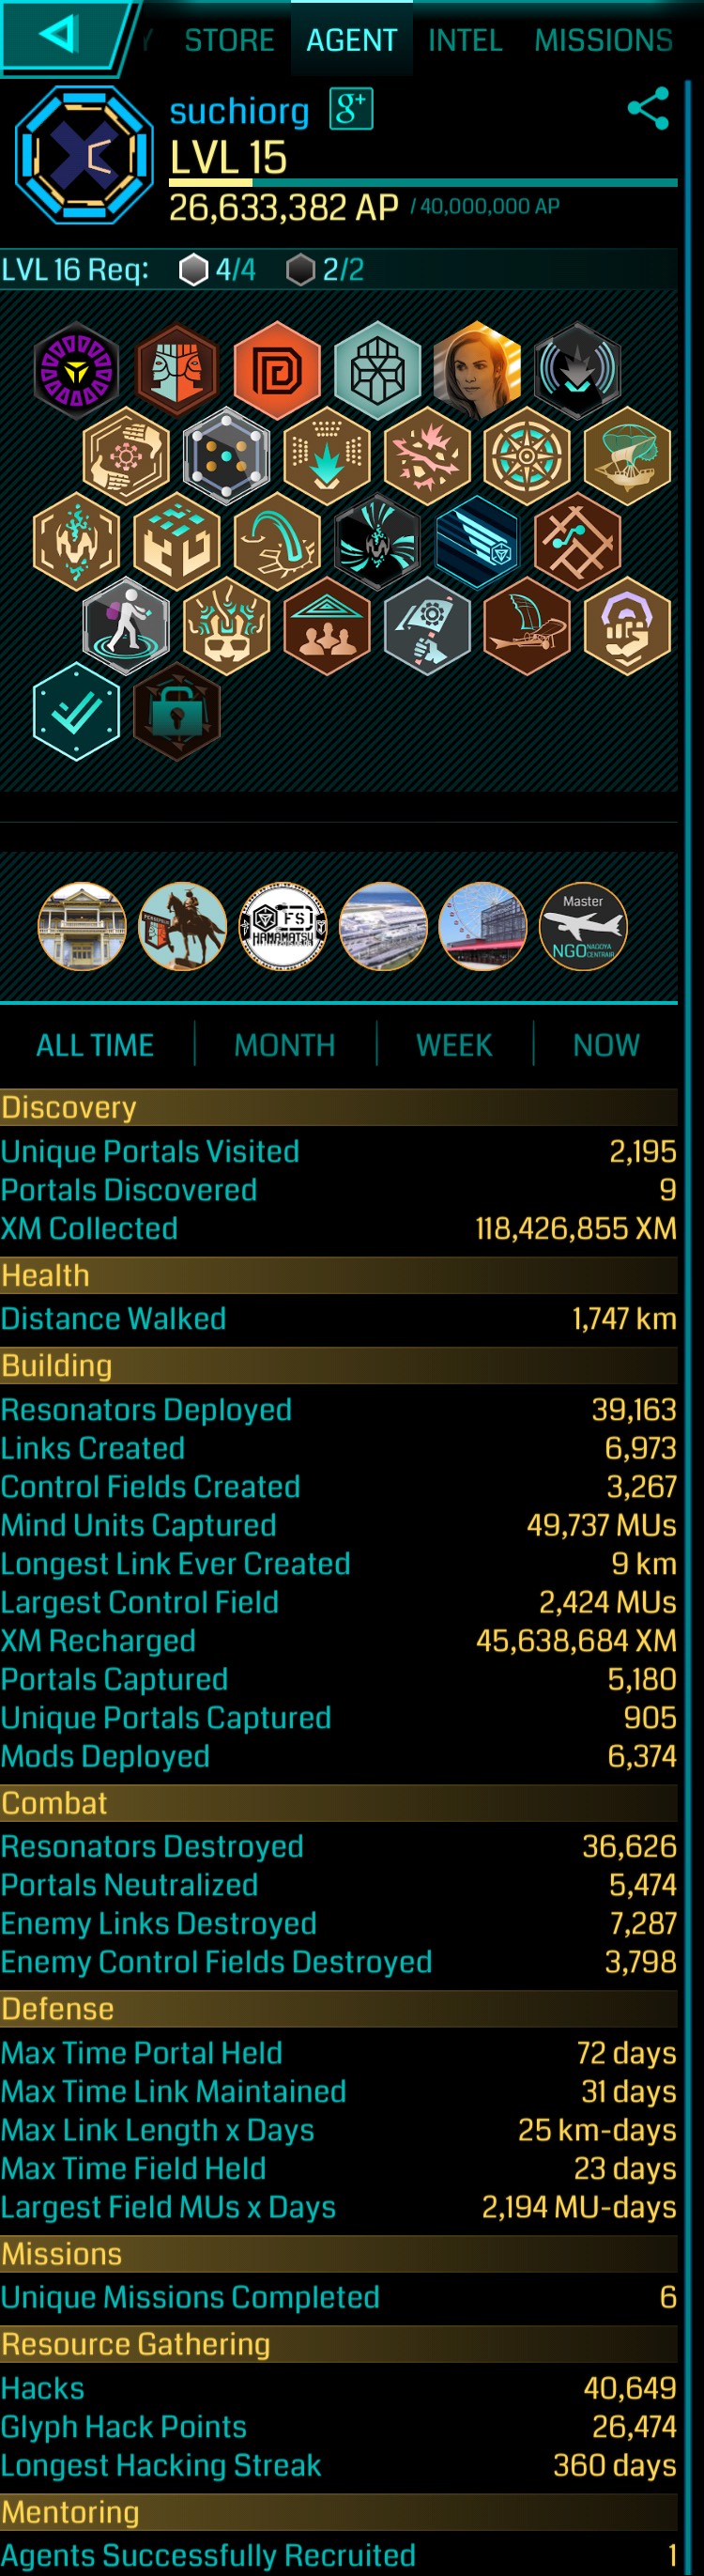 STORE AGENT INTEL MISSIONS
suchiorg g+
LVL 15
26,633,382 AP / 40,000,000 AP
LVL 16 Req: 4/4 2/2
FS
HAMAMATSU
Master
NGO NAGOYA CENTRAIR
ALL TIME MONTH WEEK NOW
Discovery
Unique Portals Visited 2,195
Portals Discovered 9
XM Collected 118,426,855 XM
Health
Distance Walked 1,747 km
Building
Resonators Deployed 39,163
Links Created 6,973
Control Fields Created 3,267
Mind Units Captured 49,737 MUs
Longest Link Ever Created 9 km
Largest Control Field 2,424 MUs
XM Recharged 45,638,684 XM
Portals Captured 5,180
Unique Portals Captured 905
Mods Deployed 6,374
Combat
Resonators Destroyed 36,626
Portals Neutralized 5,474
Enemy Links Destroyed 7,287
Enemy Control Fields Destroyed 3,798
Defense
Max Time Portal Held 72 days
Max Time Link Maintained 31 days
Max Link Length x Days 25 km-days
Max Time Field Held 23 days
Largest Field MUs x Days 2,194 MU-days
Missions
Unique Missions Completed 6
Resource Gathering
Hacks 40,649
Glyph Hack Points 26,474
Longest Hacking Streak 360 days
Mentoring
Agents Successfully Recruited 1